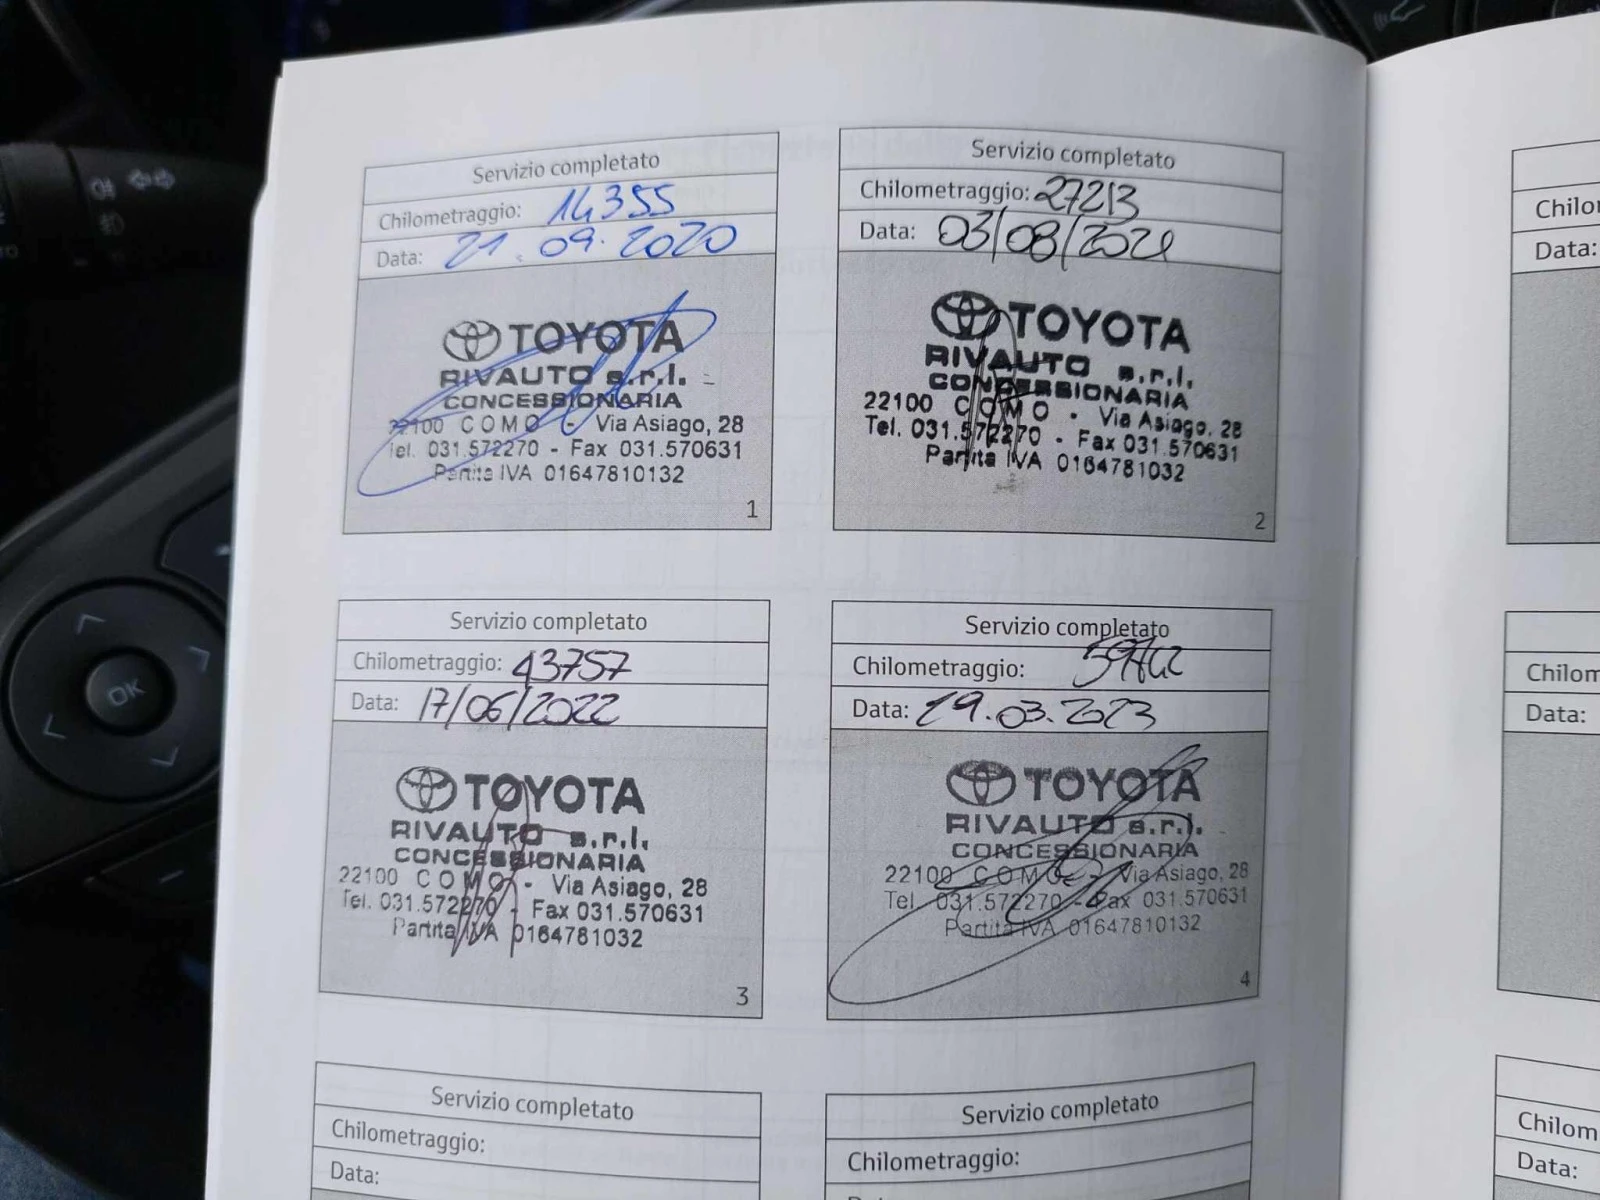 Servizio completato
Chilometraggio: 14355
Data: 21.09.2020
TOYOTA
RIVAUTO s.r.l.
CONCESSIONARIA
22100 COMO - Via Asiago, 28
Tel. 031.572270 - Fax 031.570631
Partita IVA 01647810132
1
Servizio completato
Chilometraggio: 27213
Data: 03/08/2021
TOYOTA
RIVAUTO s.r.l.
CONCESSIONARIA
22100 COMO - Via Asiago, 28
Tel. 031.572270 - Fax 031.570631
Partita IVA 0164781032
2
Servizio completato
Chilometraggio: 43757
Data: 17/06/2022
TOYOTA
RIVAUTO s.r.l.
CONCESSIONARIA
22100 COMO - Via Asiago, 28
Tel. 031.572270 - Fax 031.570631
Partita IVA 0164781032
3
Servizio completato
Chilometraggio:
Data: 29.03.2023
TOYOTA
RIVAUTO s.r.l.
CONCESSIONARIA
22100 COMO - Via Asiago, 28
Tel. 031.572270 - Fax 031.570631
Partita IVA 01647810132
4
Servizio completato
Chilometraggio:
Data:
Servizio completato
Chilometraggio:
Chilo
Data:
Chilom
Data:
Chilom
Data:
OK